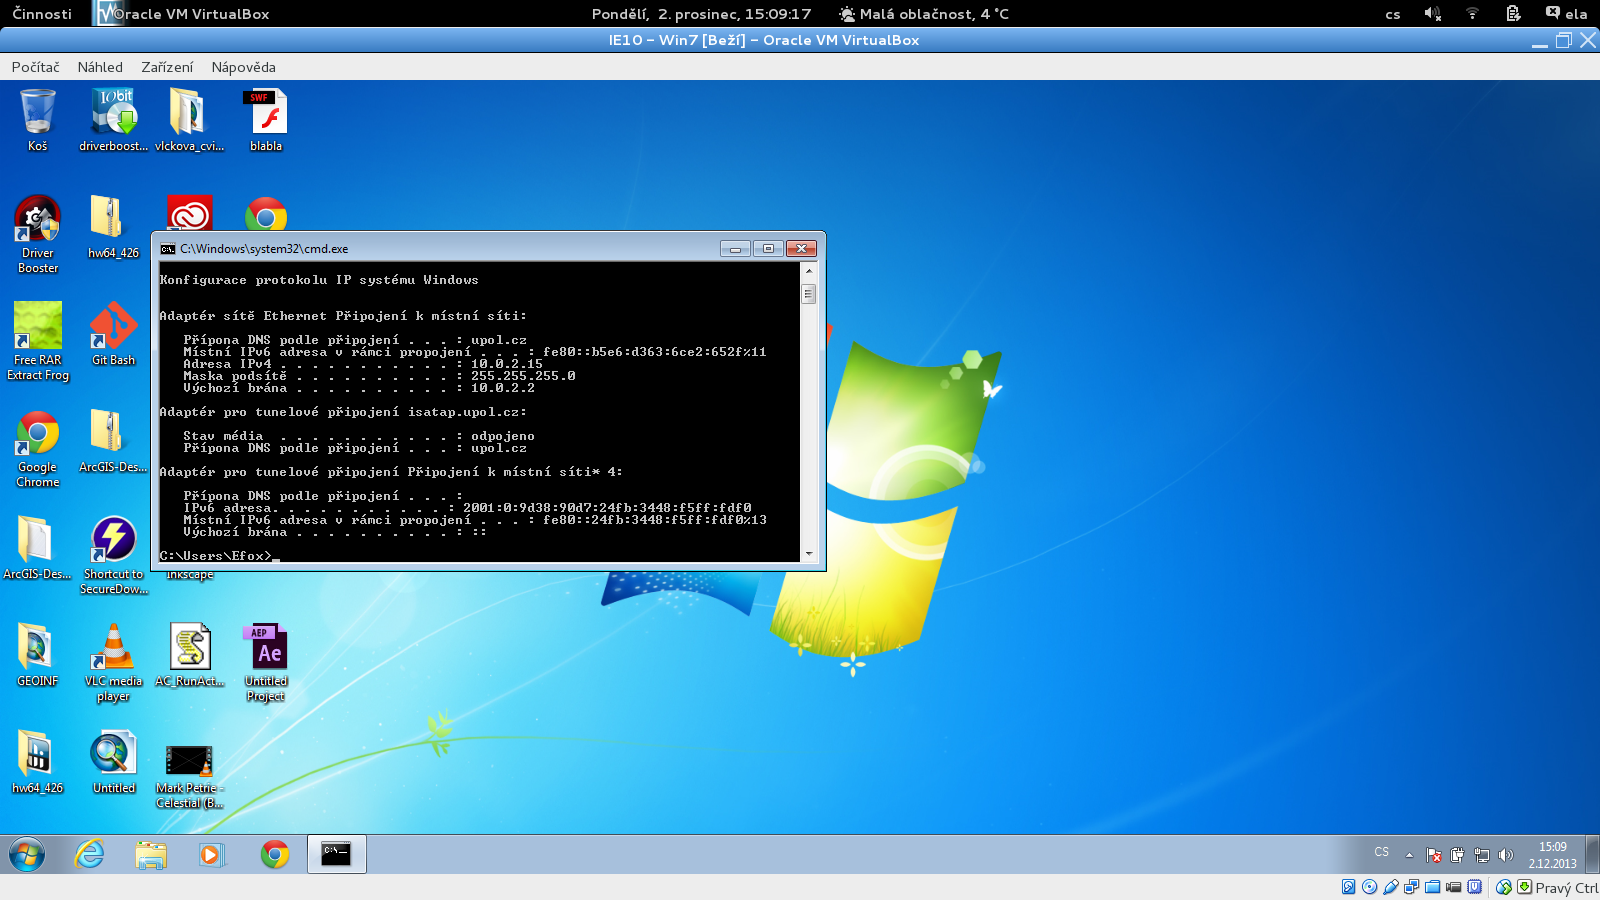 Činnosti
Oracle VM VirtualBox
Pondělí,  2. prosinec, 15:09:17
Malá oblačnost, 4 °C
cs
ela
IE10 - Win7 [Beží] - Oracle VM VirtualBox
Počítač Náhled Zařízení Nápověda
Koš
driverboost...
vlckova_cvi...
SWF
blabla
IObit
Driver Booster
hw64_426
C:\Windows\system32\cmd.exe
Konfigurace protokolu IP systému Windows
Adaptér sítě Ethernet Připojení k místní síti:
Přípona DNS podle připojení . . . : upol.cz
Místní IPv6 adresa v rámci propojení . . . : fe80::b5e6:d363:6ce2:652f%11
Adresa IPv4 . . . . . . . . . . . : 10.0.2.15
Maska podsítě . . . . . . . . . . : 255.255.255.0
Výchozí brána . . . . . . . . . . : 10.0.2.2
Adaptér pro tunelové připojení isatap.upol.cz:
Stav média  . . . . . . . . . . . : odpojeno
Přípona DNS podle připojení . . . : upol.cz
Adaptér pro tunelové připojení Připojení k místní síti* 4:
Přípona DNS podle připojení . . . :
IPv6 adresa. . . . . . . . . . . : 2001:0:9d38:90d7:24fb:3448:f5ff:fdf0
Místní IPv6 adresa v rámci propojení . . . : fe80::24fb:3448:f5ff:fdf0%13
Výchozí brána . . . . . . . . . . : ::
C:\Users\Efox>_
Free RAR Extract Frog
Git Bash
Google Chrome
ArcGIS-Des...
ArcGIS-Des...
Shortcut to SecureDow...
Inkscape
GEOINF
VLC media player
AC_RunAct...
AEP
Ae
Untitled Project
hw64_426
Untitled
Mark Petrie - Celestial (B...
C:\_
CS
15:09
2.12.2013
Pravý Ctrl